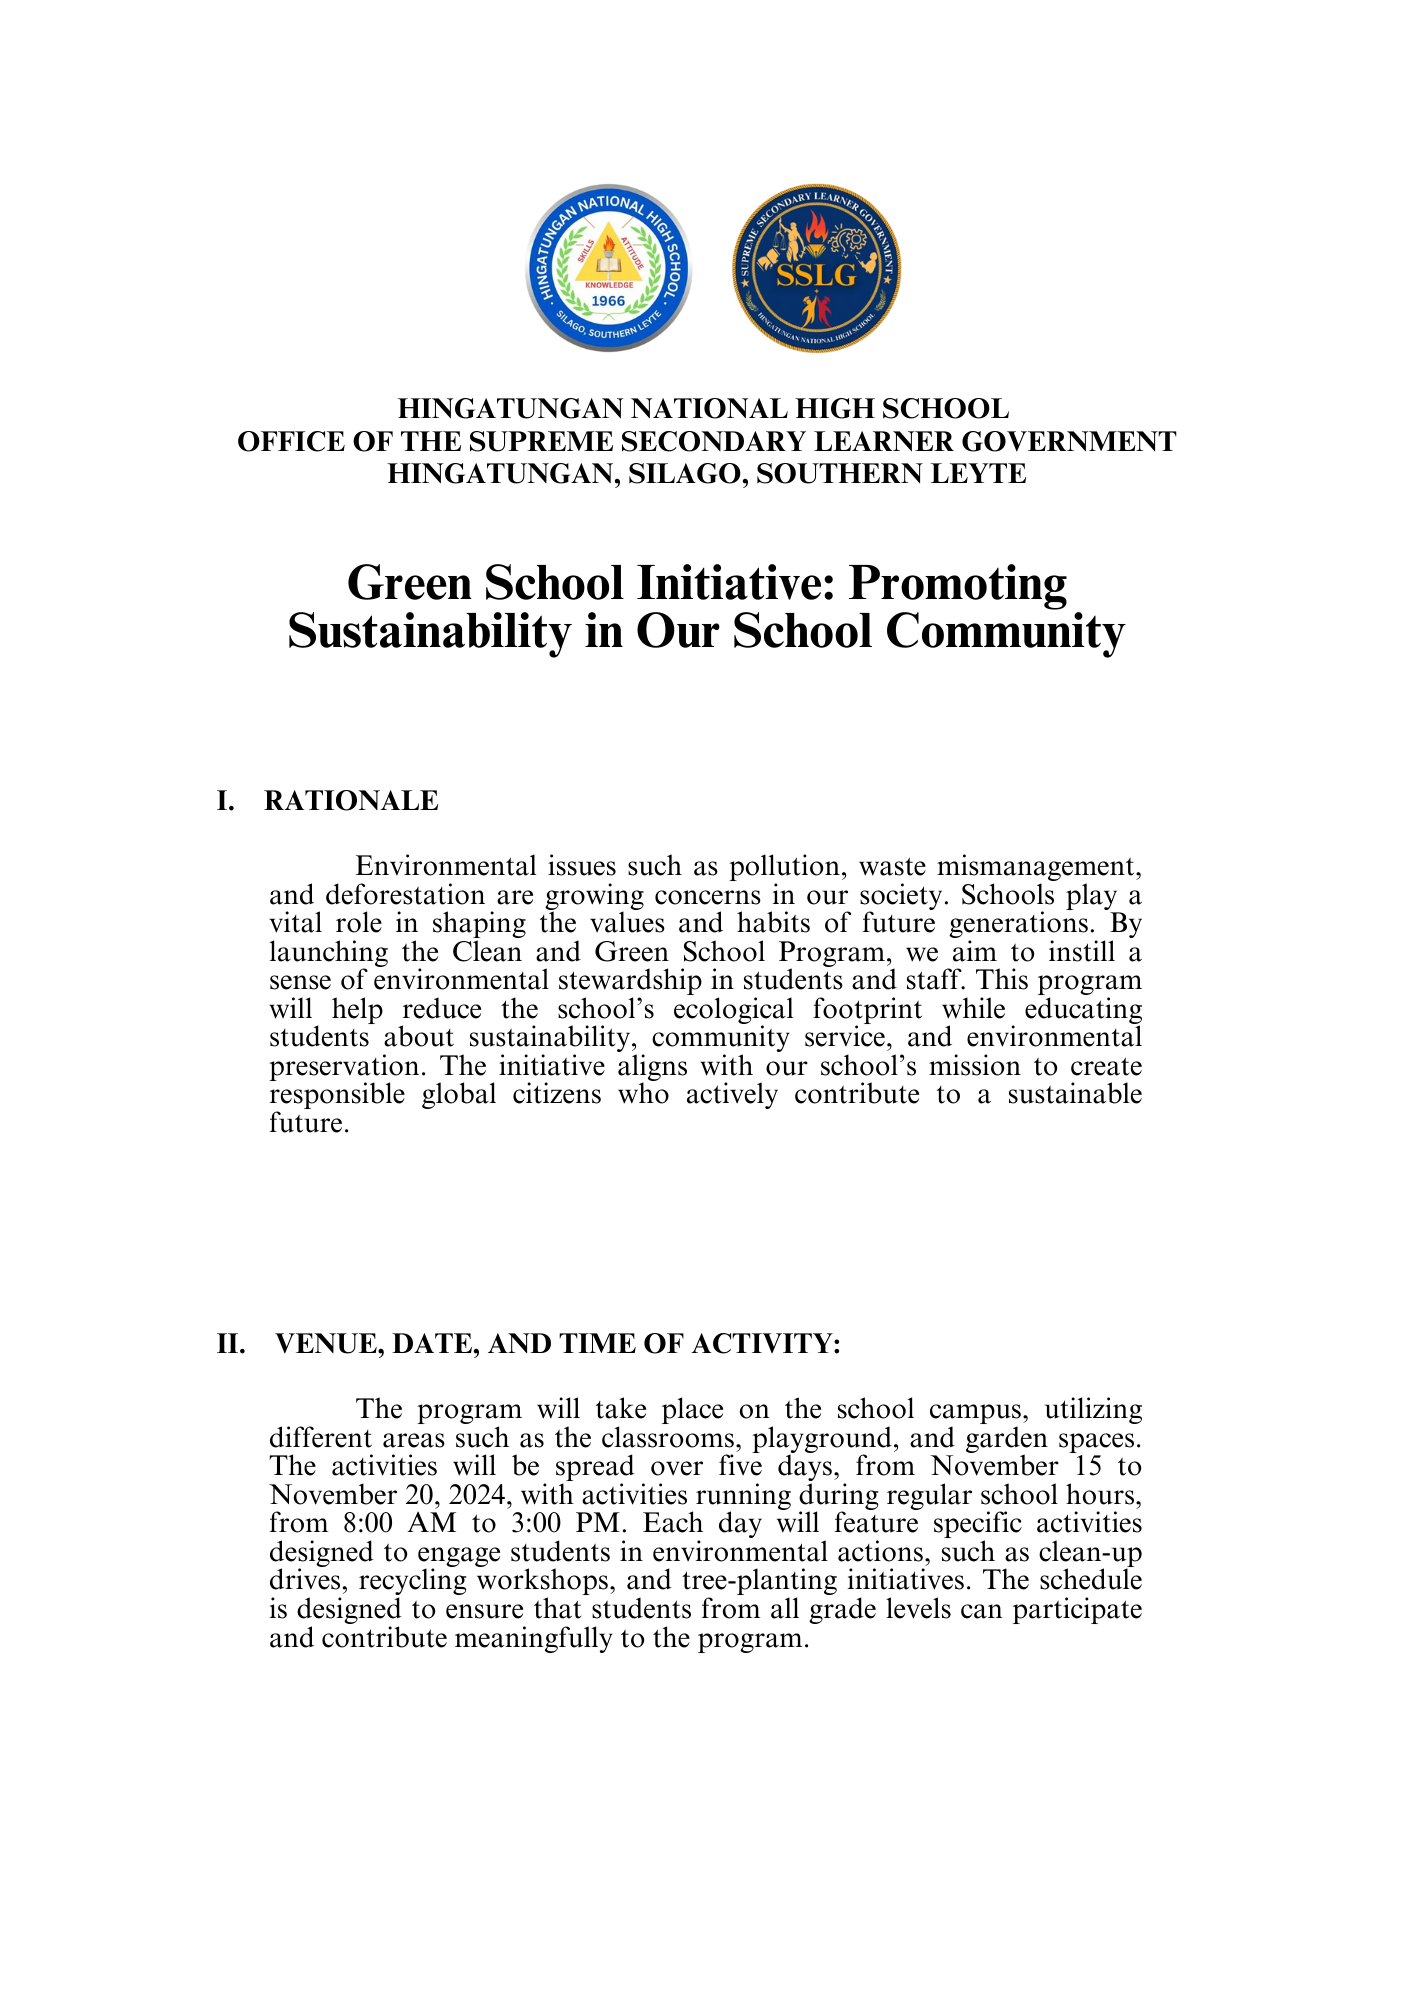 HINGATUNGAN NATIONAL HIGH SCHOOL
SKILLS
ATTITUDE
KNOWLEDGE
1966
SILAGO, SOUTHERN LEYTE
SUPREME SECONDARY LEARNER GOVERNMENT
SSLG
HINGATUNGAN NATIONAL HIGH SCHOOL
HINGATUNGAN NATIONAL HIGH SCHOOL
OFFICE OF THE SUPREME SECONDARY LEARNER GOVERNMENT
HINGATUNGAN, SILAGO, SOUTHERN LEYTE
Green School Initiative: Promoting
Sustainability in Our School Community
I. RATIONALE
Environmental issues such as pollution, waste mismanagement,
and deforestation are growing concerns in our society. Schools play a
vital role in shaping the values and habits of future generations. By
launching the Clean and Green School Program, we aim to instill a
sense of environmental stewardship in students and staff. This program
will help reduce the school’s ecological footprint while educating
students about sustainability, community service, and environmental
preservation. The initiative aligns with our school’s mission to create
responsible global citizens who actively contribute to a sustainable
future.
II. VENUE, DATE, AND TIME OF ACTIVITY:
The program will take place on the school campus, utilizing
different areas such as the classrooms, playground, and garden spaces.
The activities will be spread over five days, from November 15 to
November 20, 2024, with activities running during regular school hours,
from 8:00 AM to 3:00 PM. Each day will feature specific activities
designed to engage students in environmental actions, such as clean-up
drives, recycling workshops, and tree-planting initiatives. The schedule
is designed to ensure that students from all grade levels can participate
and contribute meaningfully to the program.